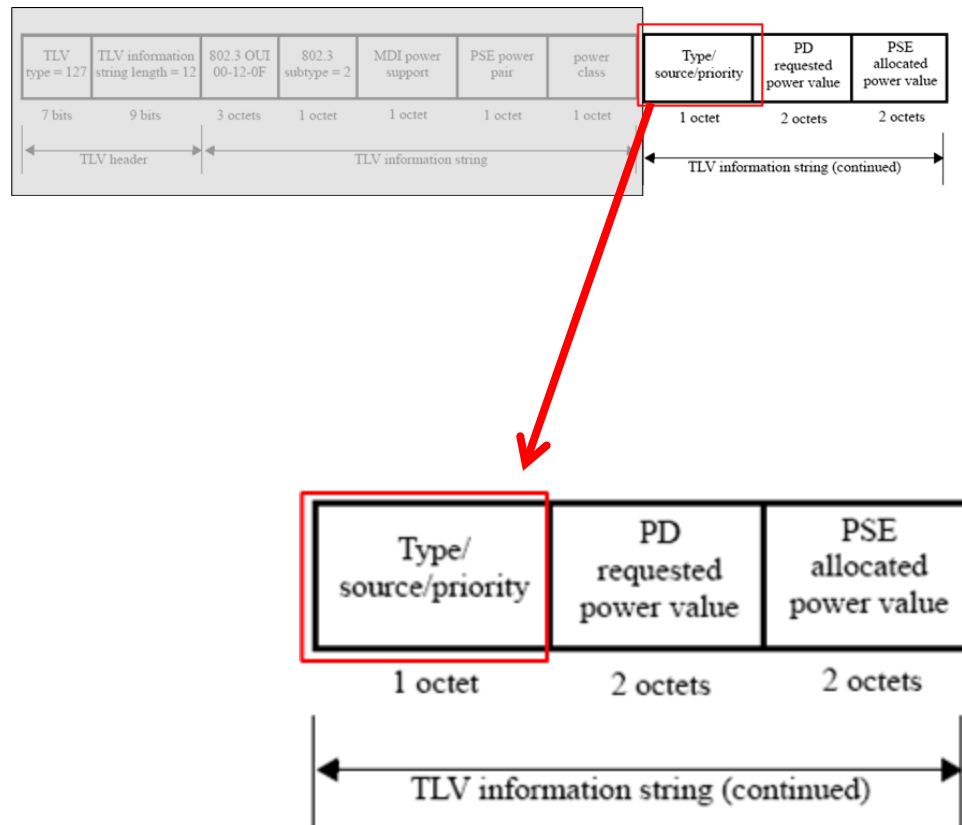 TLV
type = 127
TLV information
string length = 12
802.3 OUI
00-12-0F
802.3
subtype = 2
MDI power
support
PSE power
pair
power
class
Type/
source/priority
PD
requested
power value
PSE
allocated
power value
7 bits
9 bits
3 octets
1 octet
1 octet
1 octet
1 octet
1 octet
2 octets
2 octets
TLV header
TLV information string
TLV information string (continued)
Type/
source/priority
PD
requested
power value
PSE
allocated
power value
1 octet
2 octets
2 octets
TLV information string (continued)